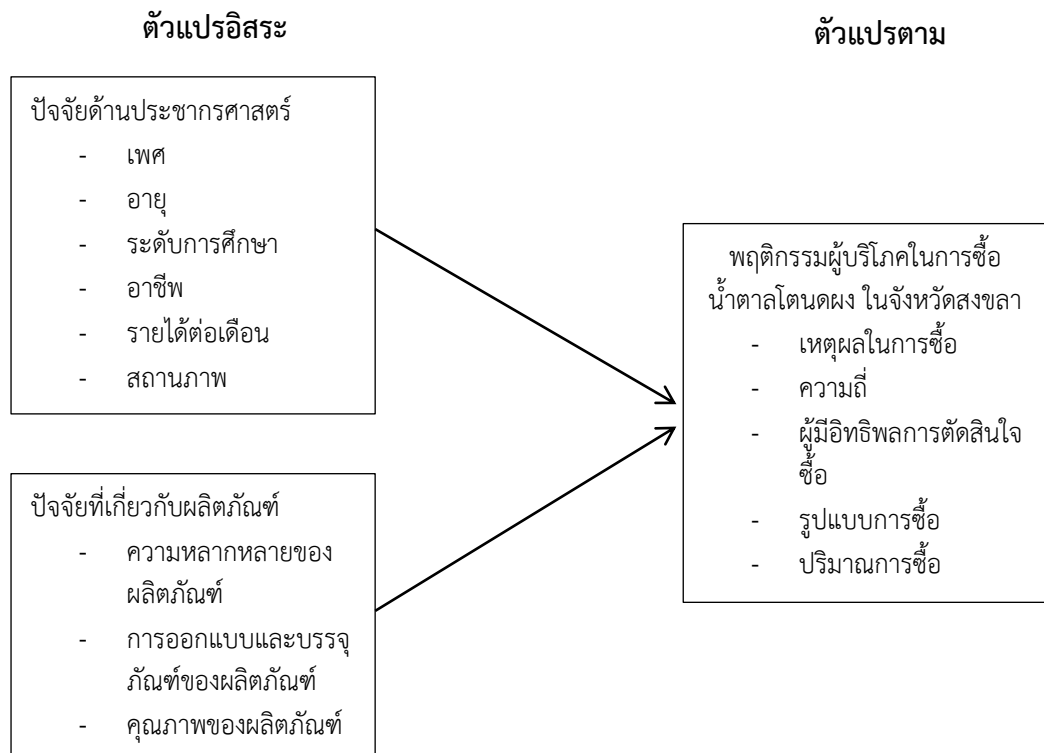 ตัวแปรอิสระ
ตัวแปรตาม
ปัจจัยด้านประชากรศาสตร์
- เพศ
- อายุ
- ระดับการศึกษา
- อาชีพ
- รายได้ต่อเดือน
- สถานภาพ
ปัจจัยที่เกี่ยวกับผลิตภัณฑ์
- ความหลากหลายของ
ผลิตภัณฑ์
- การออกแบบและบรรจุ
ภัณฑ์ของผลิตภัณฑ์
- คุณภาพของผลิตภัณฑ์
พฤติกรรมผู้บริโภคในการซื้อ
น้ำตาลโตนดผง ในจังหวัดสงขลา
- เหตุผลในการซื้อ
- ความถี่
- ผู้มีอิทธิพลการตัดสินใจ
ซื้อ
- รูปแบบการซื้อ
- ปริมาณการซื้อ